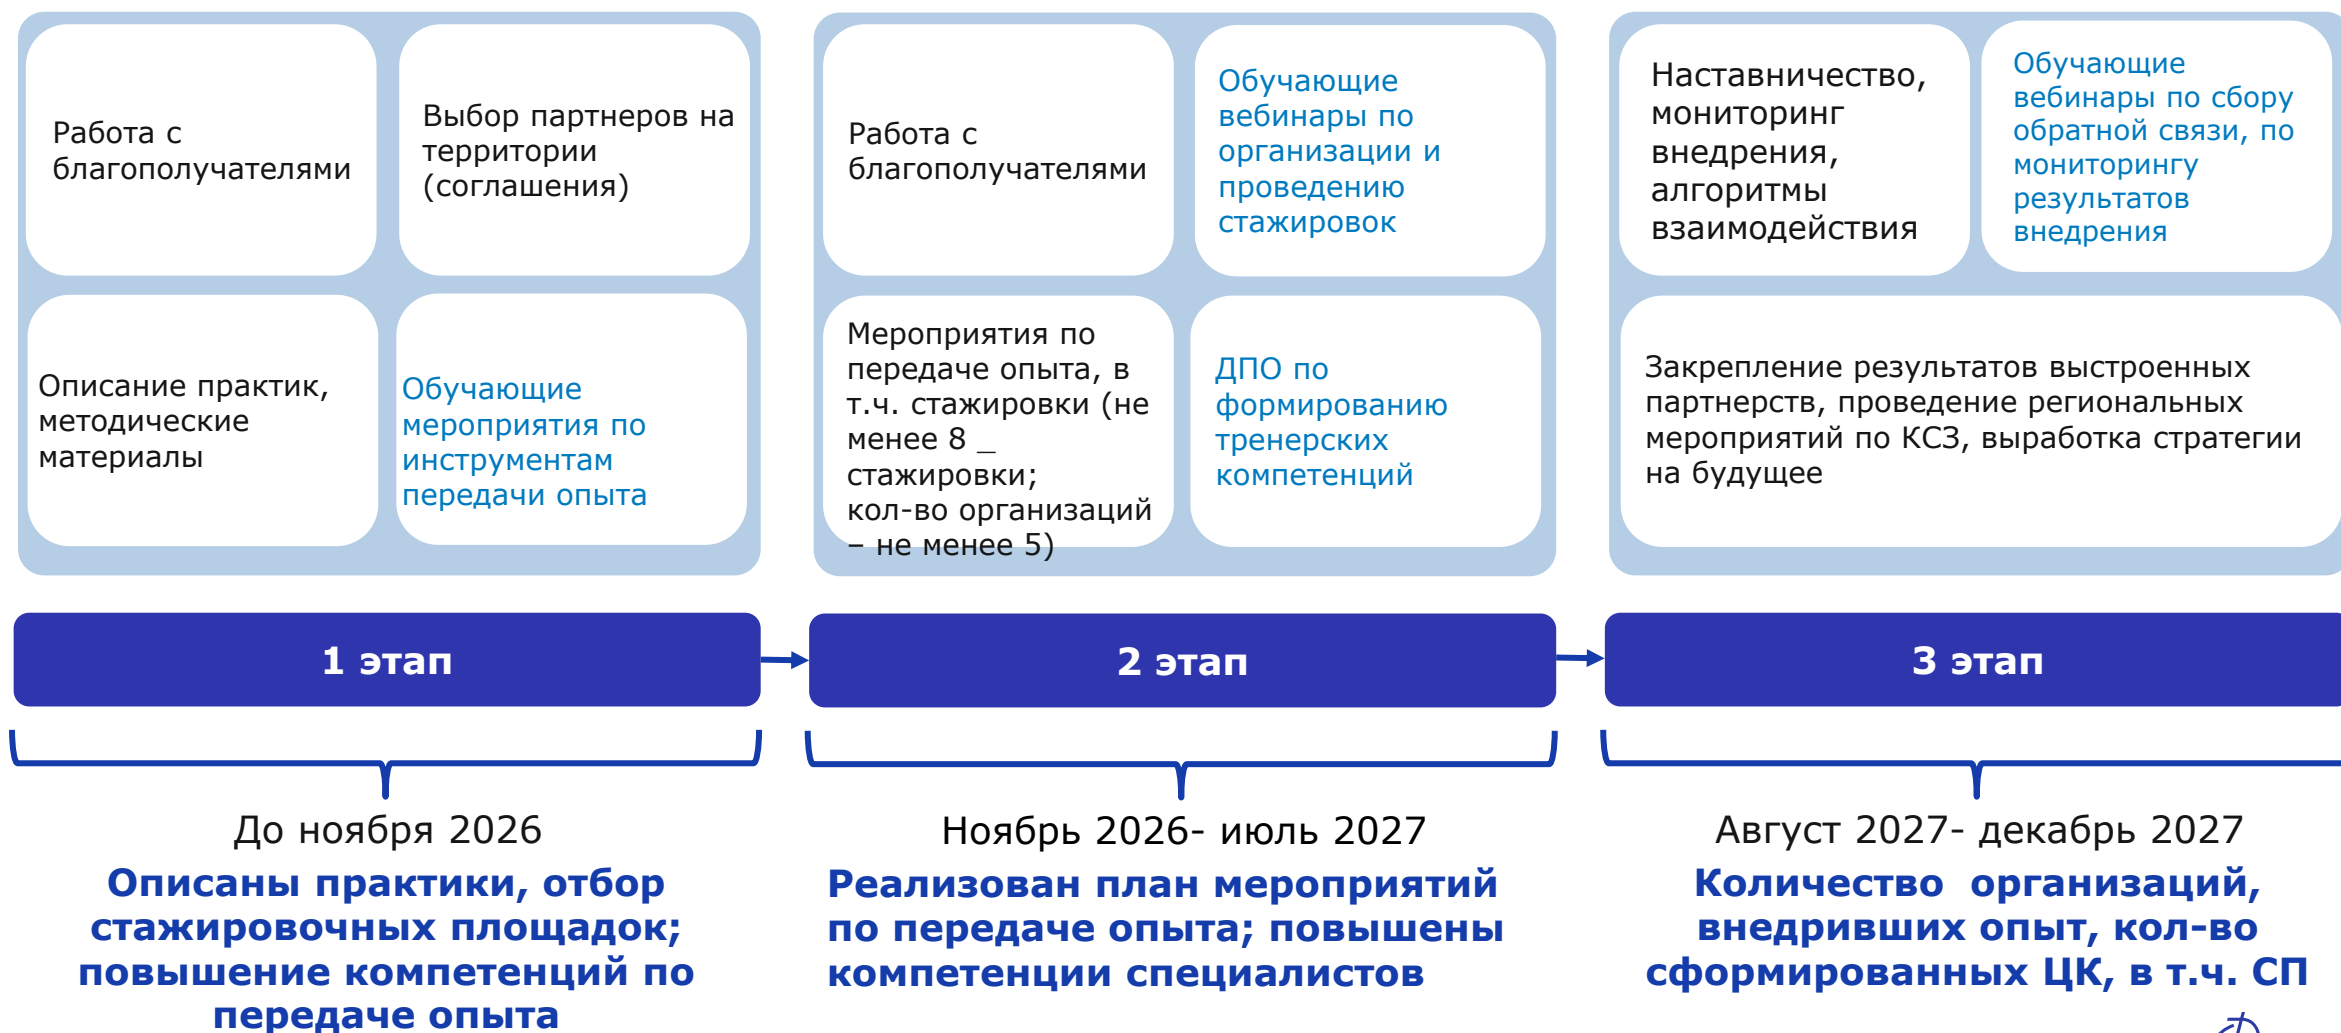 Работа с
благополучателями
Выбор партнеров на
территории
(соглашения)
Описание практик,
методические
материалы
Обучающие
мероприятия по
инструментам
передачи опыта
Работа с
благополучателями
Обучающие
вебинары по
организации и
проведению
стажировок
Мероприятия по
передаче опыта, в
т.ч. стажировки (не
менее 8 _
стажировки;
кол-во организаций
– не менее 5)
ДПО по
формированию
тренерских
компетенций
Наставничество,
мониторинг
внедрения,
алгоритмы
взаимодействия
Обучающие
вебинары по сбору
обратной связи, по
мониторингу
результатов
внедрения
Закрепление результатов выстроенных
партнерств, проведение региональных
мероприятий по КСЗ, выработка стратегии
на будущее
1 этап
2 этап
3 этап
До ноября 2026
Описаны практики, отбор
стажировочных площадок;
повышение компетенций по
передаче опыта
Ноябрь 2026- июль 2027
Реализован план мероприятий
по передаче опыта; повышены
компетенции специалистов
Август 2027- декабрь 2027
Количество  организаций,
внедривших опыт, кол-во
сформированных ЦК, в т.ч. СП